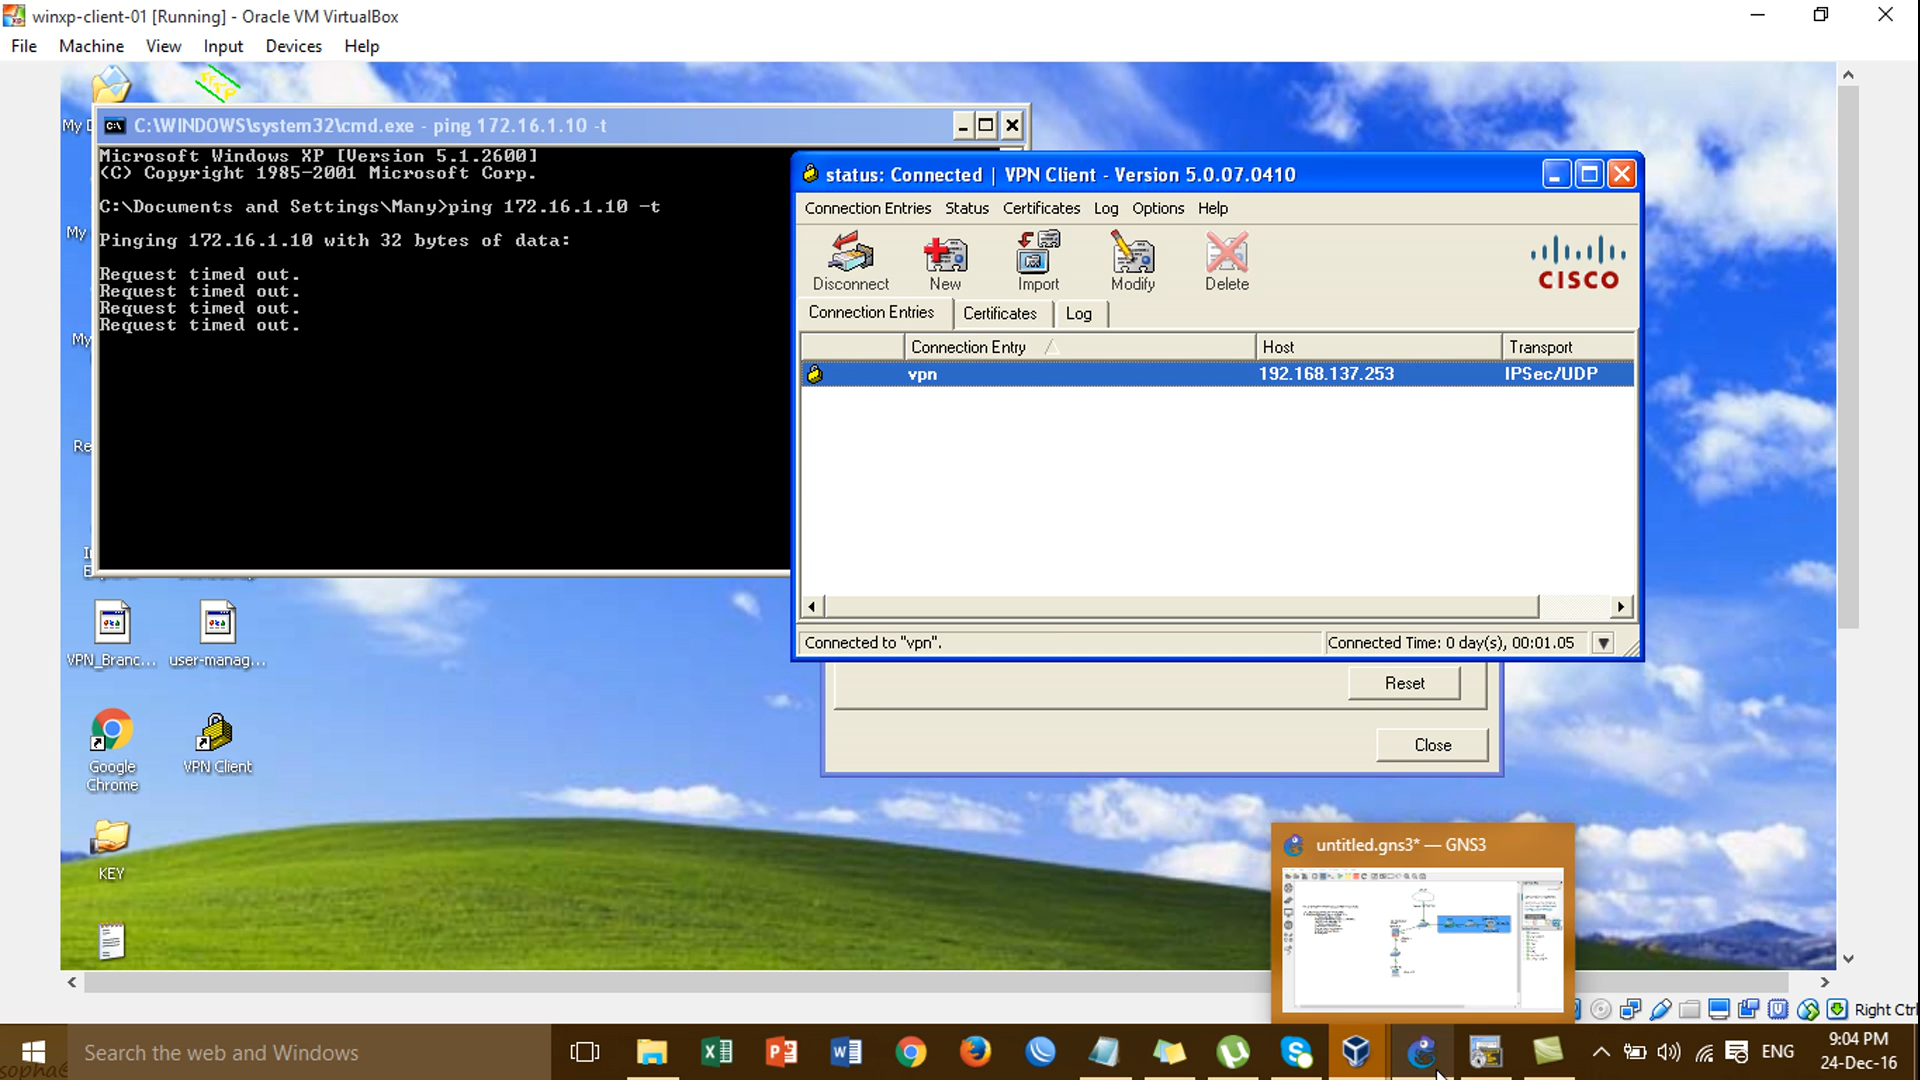 winxp-client-01 [Running] - Oracle VM VirtualBox
File Machine View Input Devices Help
C:\WINDOWS\system32\cmd.exe - ping 172.16.1.10 -t
Microsoft Windows XP [Version 5.1.2600]
(C) Copyright 1985-2001 Microsoft Corp.
C:\Documents and Settings\Many>ping 172.16.1.10 -t
Pinging 172.16.1.10 with 32 bytes of data:
Request timed out.
Request timed out.
Request timed out.
Request timed out.
status: Connected | VPN Client - Version 5.0.07.0410
Connection Entries Status Certificates Log Options Help
Disconnect New Import Modify Delete
CISCO
Connection Entries Certificates Log
Connection Entry Host Transport
vpn 192.168.137.253 IPSec/UDP
Connected to "vpn". Connected Time: 0 day(s), 00:01.05
Reset
Close
My D
My
My
Re
VPN_Branc... user-manag...
Google
Chrome
VPN Client
KEY
untitled.gns3* — GNS3
Right Ctrl
Search the web and Windows
ENG
9:04 PM
24-Dec-16